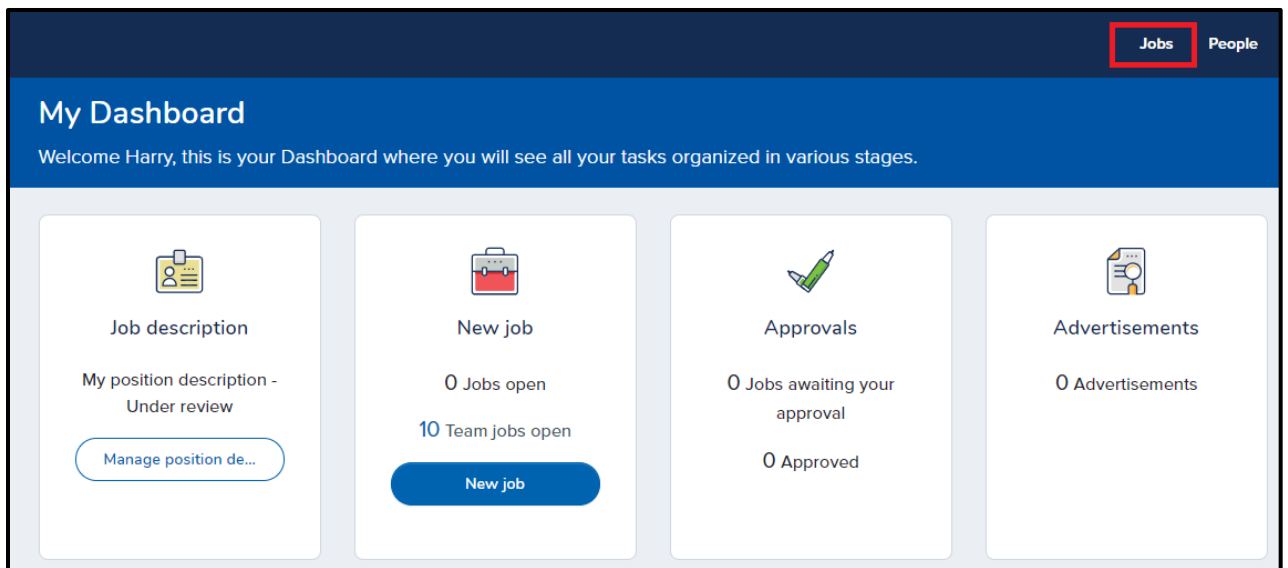 Jobs People
My Dashboard
Welcome Harry, this is your Dashboard where you will see all your tasks organized in various stages.
Job description
My position description -
Under review
Manage position de...
New job
0 Jobs open
10 Team jobs open
New job
Approvals
0 Jobs awaiting your
approval
0 Approved
Advertisements
0 Advertisements